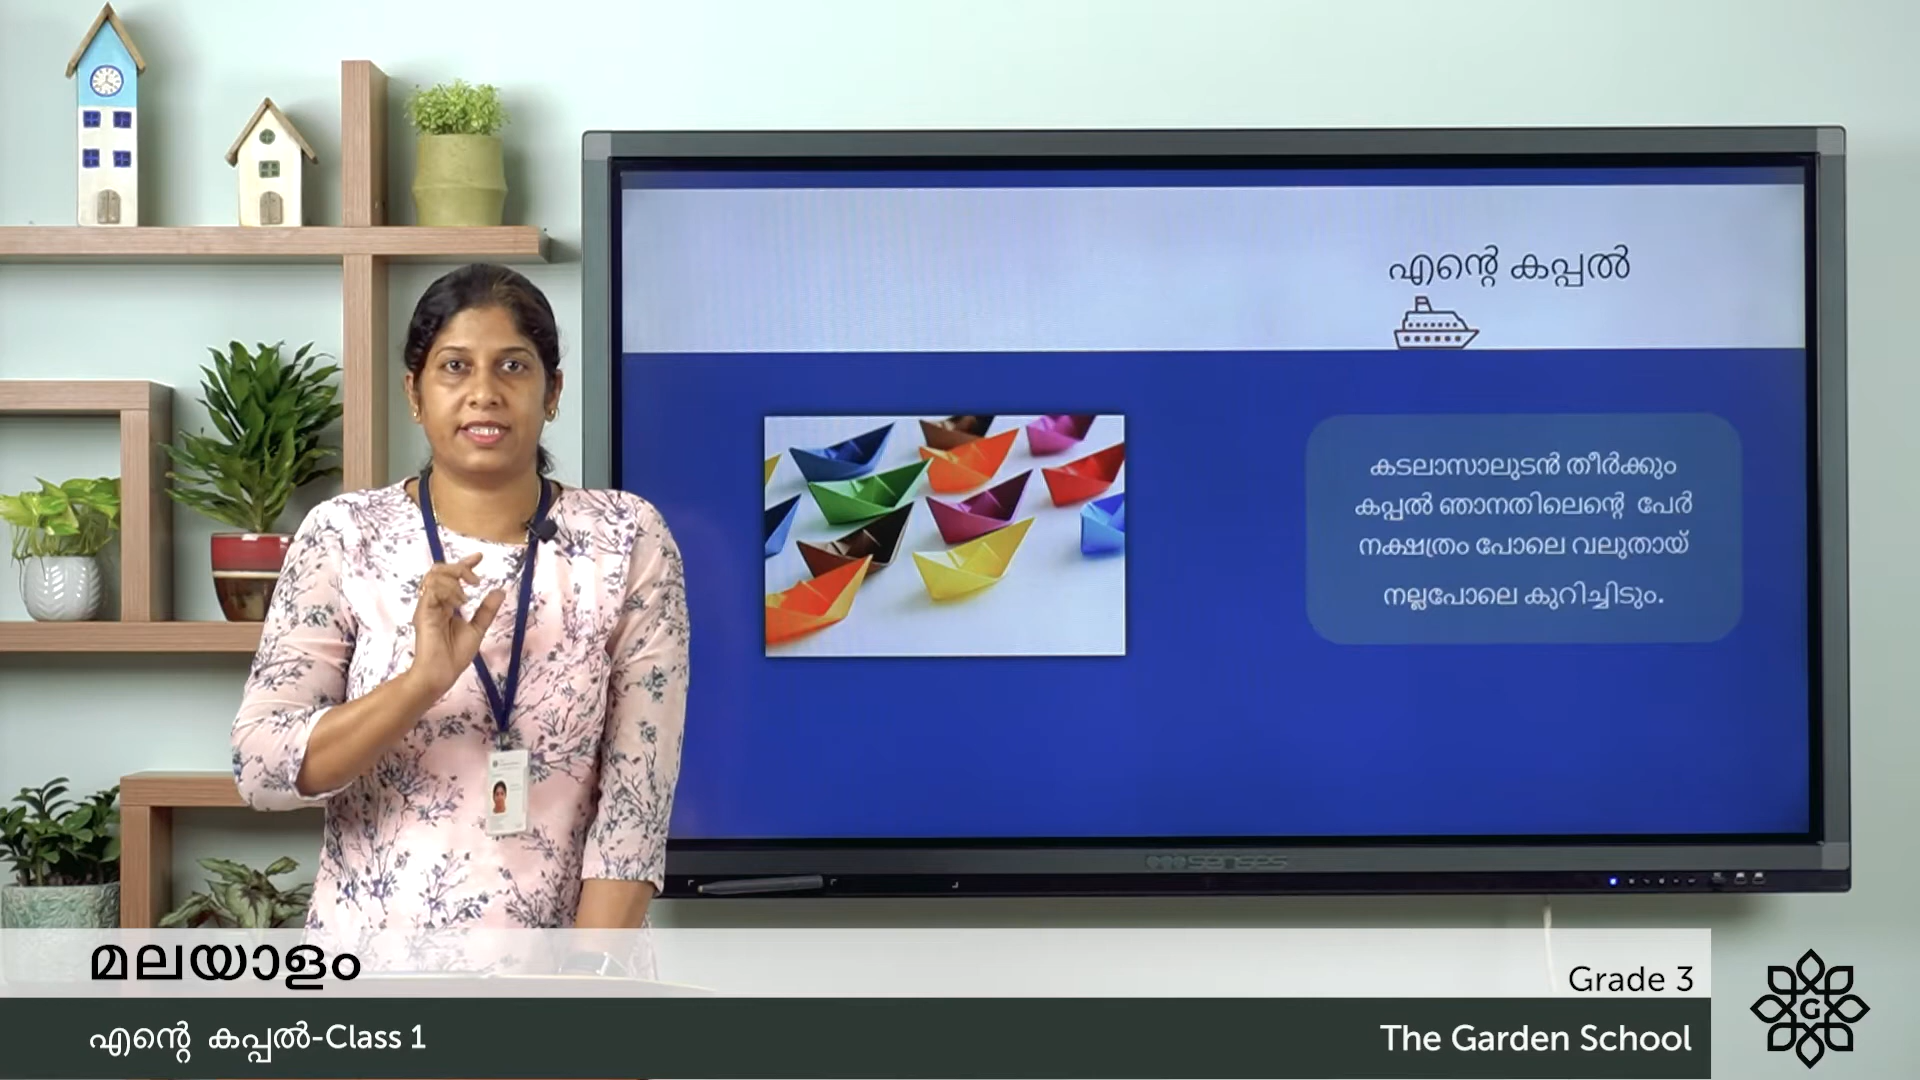 എന്റെ കപ്പൽ
കടലാസാലുടൻ തീർക്കും
കപ്പൽ ഞാനതിലെന്റെ പേർ
നക്ഷത്രം പോലെ വലുതായ്
നല്ലപോലെ കുറിച്ചിടും.
മലയാളം
Grade 3
എന്റെ കപ്പൽ-Class 1
The Garden School
G